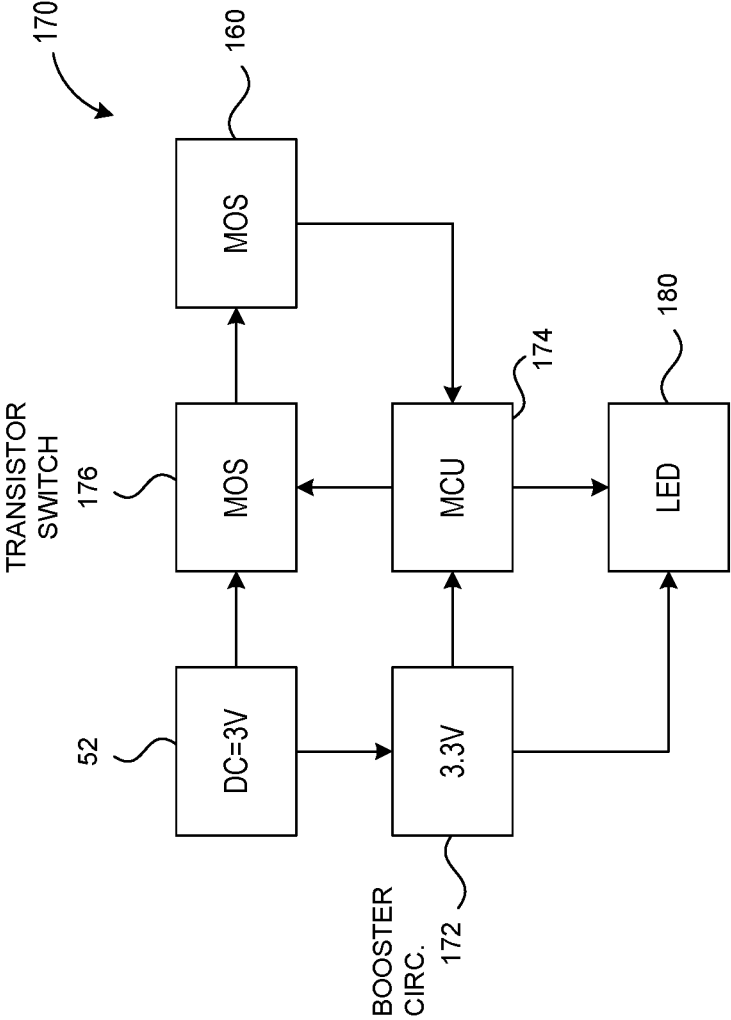 TRANSISTOR
SWITCH
170
52
176
160
DC=3V
MOS
MOS
BOOSTER
CIRC.
172
3.3V
MCU
174
LED
180